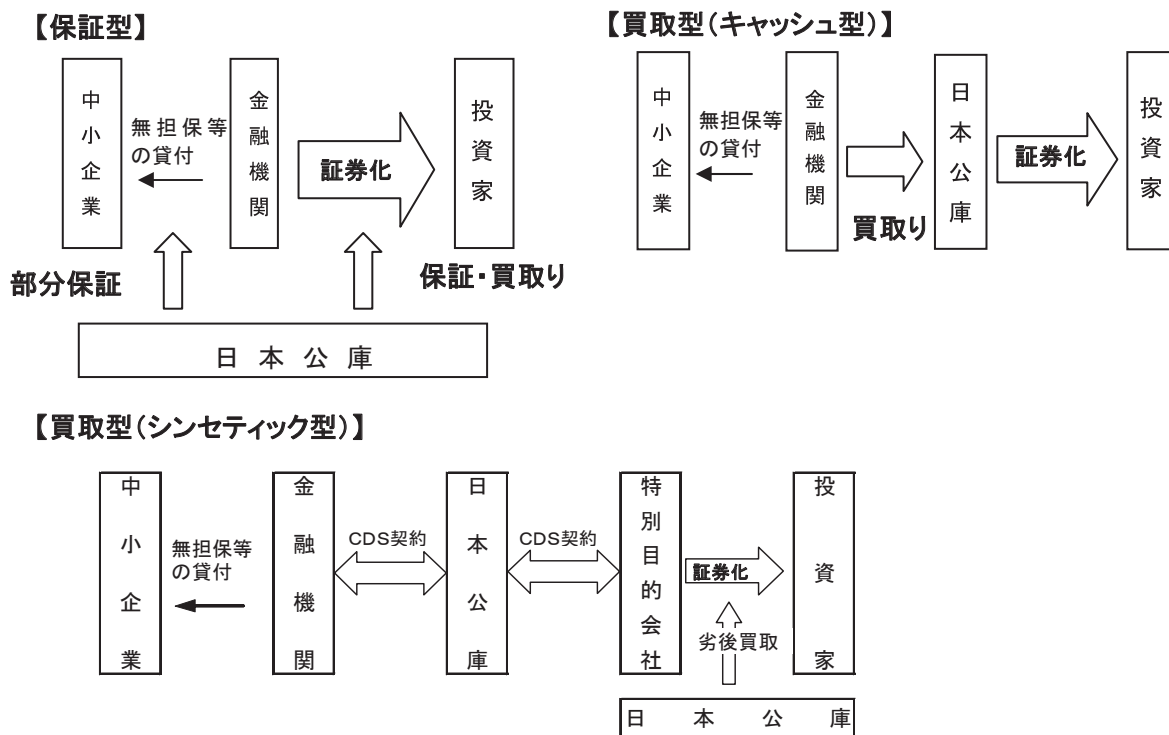 【保証型】
中小企業
無担保等
の貸付
金融機関
証券化
投資家
部分保証
保証・買取り
日本公庫
【買取型(キャッシュ型)】
中小企業
無担保等
の貸付
金融機関
買取り
日本公庫
証券化
投資家
【買取型(シンセティック型)】
中小企業
無担保等
の貸付
金融機関
CDS契約
日本公庫
CDS契約
特別目的会社
証券化
劣後買取
投資家
日本公庫